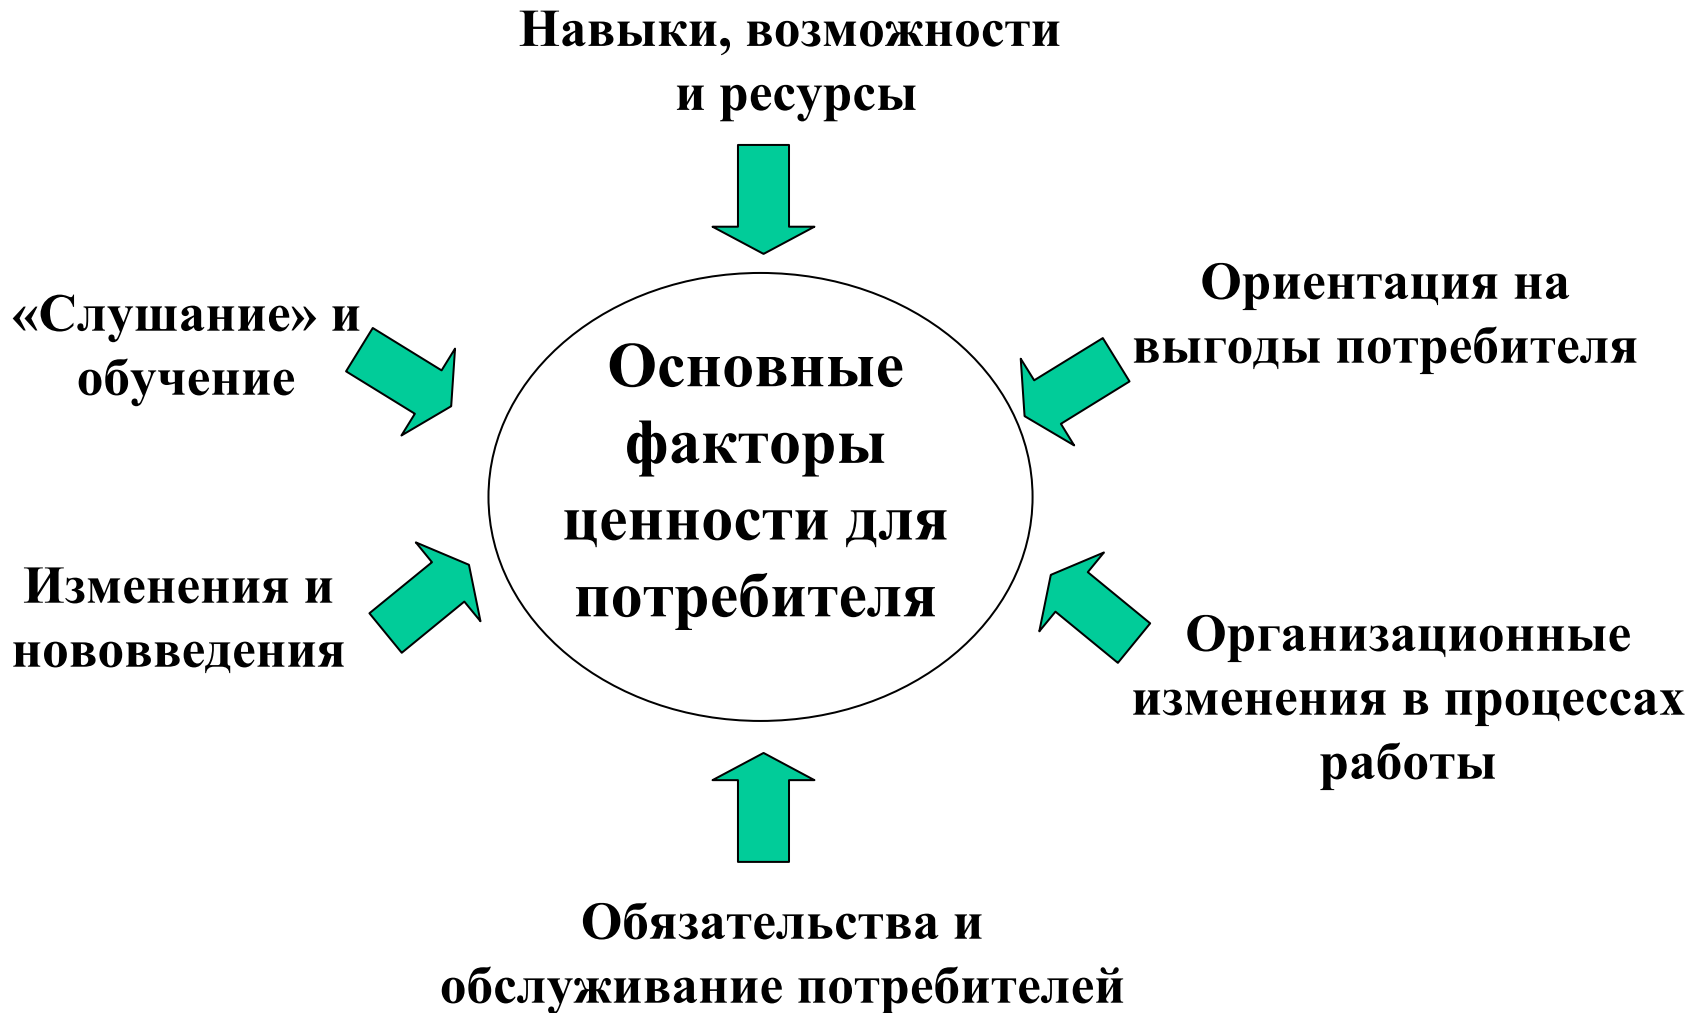 Навыки, возможности
и ресурсы
«Слушание» и
обучение
Ориентация на
выгоды потребителя
Основные
факторы
ценности для
потребителя
Изменения и
нововведения
Организационные
изменения в процессах
работы
Обязательства и
обслуживание потребителей